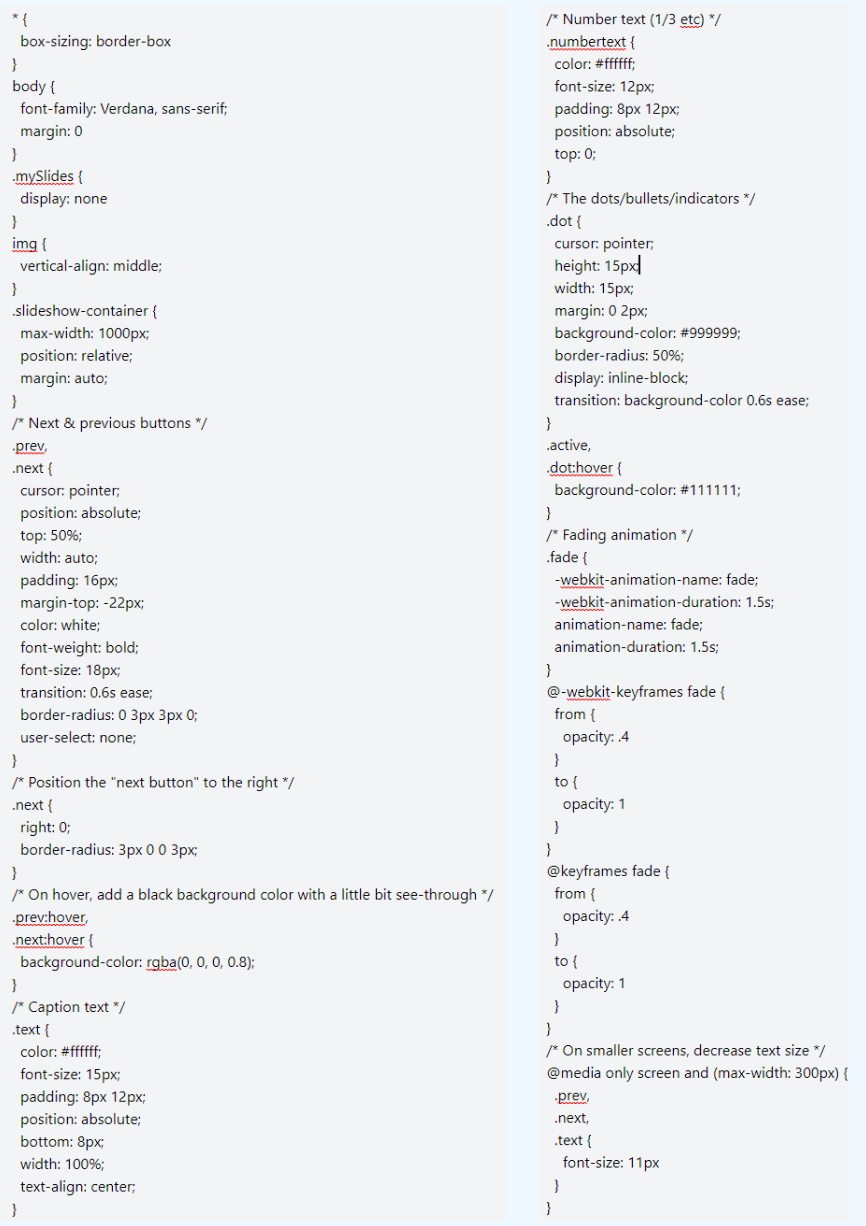 * {
  box-sizing: border-box
}
body {
  font-family: Verdana, sans-serif;
  margin: 0
}
.mySlides {
  display: none
}
img {
  vertical-align: middle;
}
.slideshow-container {
  max-width: 1000px;
  position: relative;
  margin: auto;
}
/* Next & previous buttons */
.prev,
.next {
  cursor: pointer;
  position: absolute;
  top: 50%;
  width: auto;
  padding: 16px;
  margin-top: -22px;
  color: white;
  font-weight: bold;
  font-size: 18px;
  transition: 0.6s ease;
  border-radius: 0 3px 3px 0;
  user-select: none;
}
/* Position the "next button" to the right */
.next {
  right: 0;
  border-radius: 3px 0 0 3px;
}
/* On hover, add a black background color with a little bit see-through */
.prev:hover,
.next:hover {
  background-color: rgba(0, 0, 0, 0.8);
}
/* Caption text */
.text {
  color: #ffffff;
  font-size: 15px;
  padding: 8px 12px;
  position: absolute;
  bottom: 8px;
  width: 100%;
  text-align: center;
}
/* Number text (1/3 etc) */
.numbertext {
  color: #ffffff;
  font-size: 12px;
  padding: 8px 12px;
  position: absolute;
  top: 0;
}
/* The dots/bullets/indicators */
.dot {
  cursor: pointer;
  height: 15px;
  width: 15px;
  margin: 0 2px;
  background-color: #999999;
  border-radius: 50%;
  display: inline-block;
  transition: background-color 0.6s ease;
}
.active,
.dot:hover {
  background-color: #111111;
}
/* Fading animation */
.fade {
  -webkit-animation-name: fade;
  -webkit-animation-duration: 1.5s;
  animation-name: fade;
  animation-duration: 1.5s;
}
@-webkit-keyframes fade {
  from {
    opacity: .4
  }
  to {
    opacity: 1
  }
}
@keyframes fade {
  from {
    opacity: .4
  }
  to {
    opacity: 1
  }
}
/* On smaller screens, decrease text size */
@media only screen and (max-width: 300px) {
  .prev,
  .next,
  .text {
    font-size: 11px
  }
}